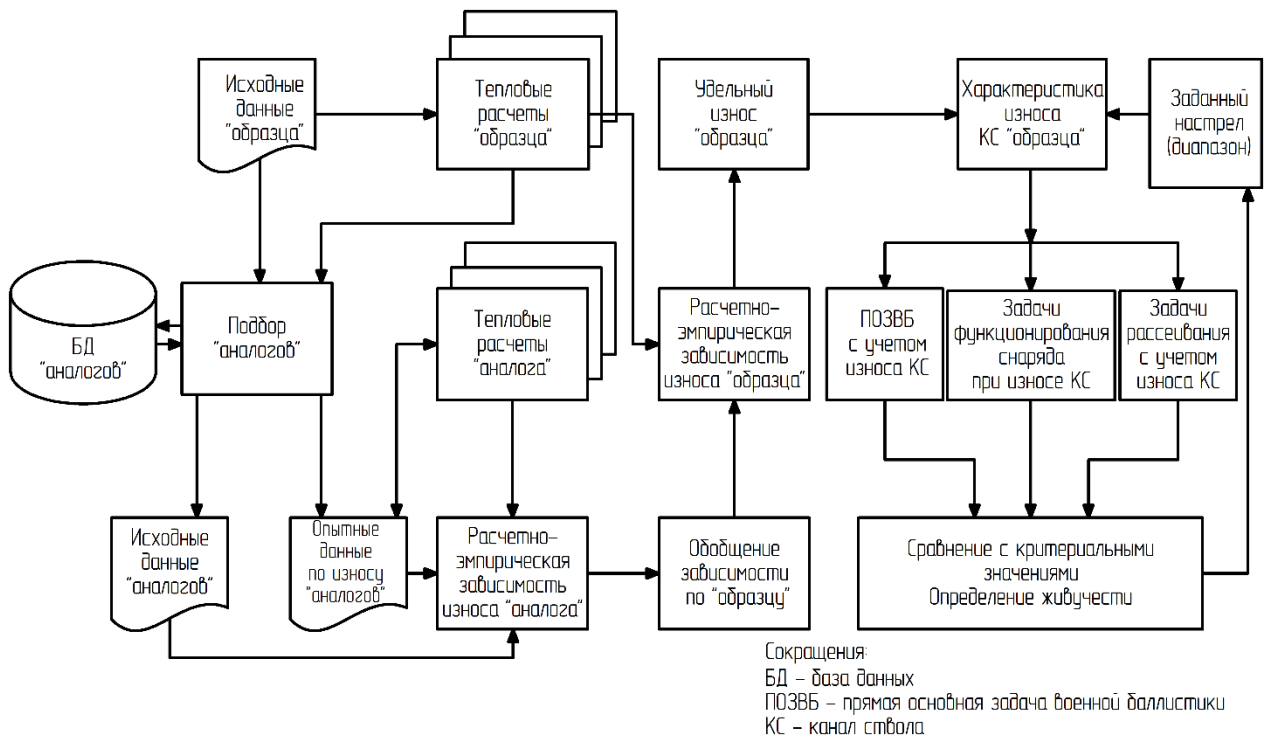 Исходные
данные
"образца"
Тепловые
расчеты
"образца"
Удельный
износ
"образца"
Характеристика
износа
КС "образца"
Заданный
настрел
(диапазон)
БД
"аналогов"
Подбор
"аналогов"
Тепловые
расчеты
"аналога"
Расчетно-
эмпирическая
зависимость
износа "образца"
ПОЗВБ
с учетом
износа КС
Задачи
функционирования
снаряда
при износе КС
Задачи
рассеивания
с учетом
износа КС
Исходные
данные
"аналогов"
Опытные
данные
по износу
"аналогов"
Расчетно-
эмпирическая
зависимость
износа "аналога"
Обобщение
зависимости
по "образцу"
Сравнение с критериальными
значениями
Определение живучести
Сокращения:
БД – база данных
ПОЗВБ – прямая основная задача военной баллистики
КС – канал ствола